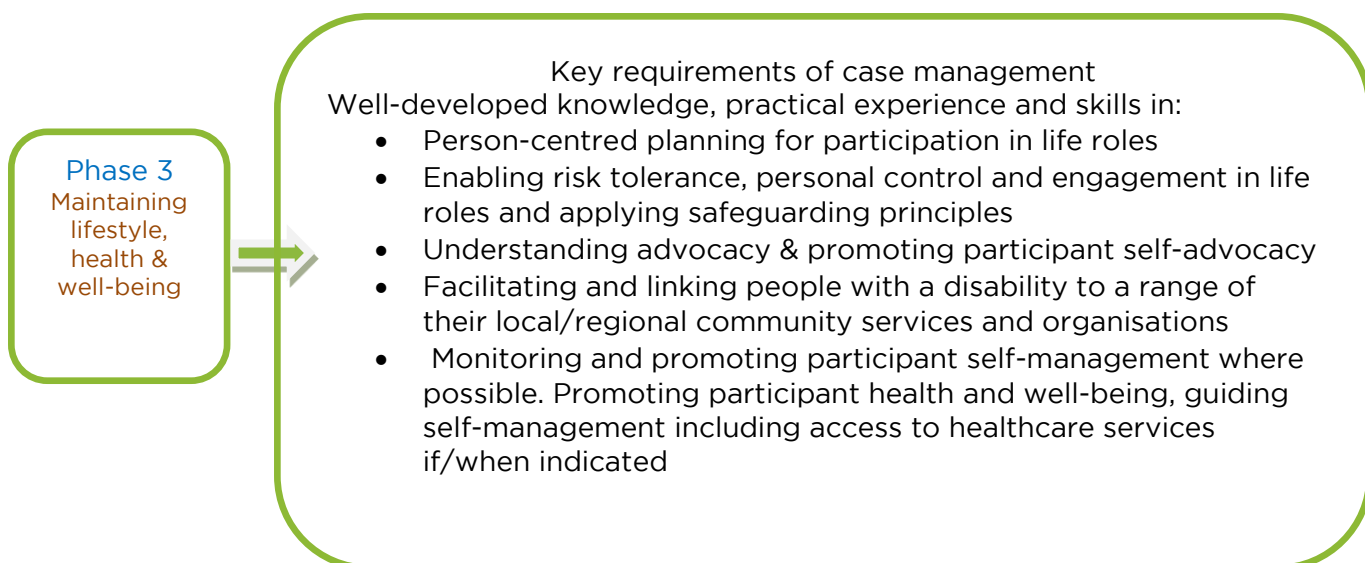 Phase 3
Maintaining
lifestyle,
health &
well-being
Key requirements of case management
Well-developed knowledge, practical experience and skills in:
• Person-centred planning for participation in life roles
• Enabling risk tolerance, personal control and engagement in life
roles and applying safeguarding principles
• Understanding advocacy & promoting participant self-advocacy
• Facilitating and linking people with a disability to a range of
their local/regional community services and organisations
• Monitoring and promoting participant self-management where
possible. Promoting participant health and well-being, guiding
self-management including access to healthcare services
if/when indicated